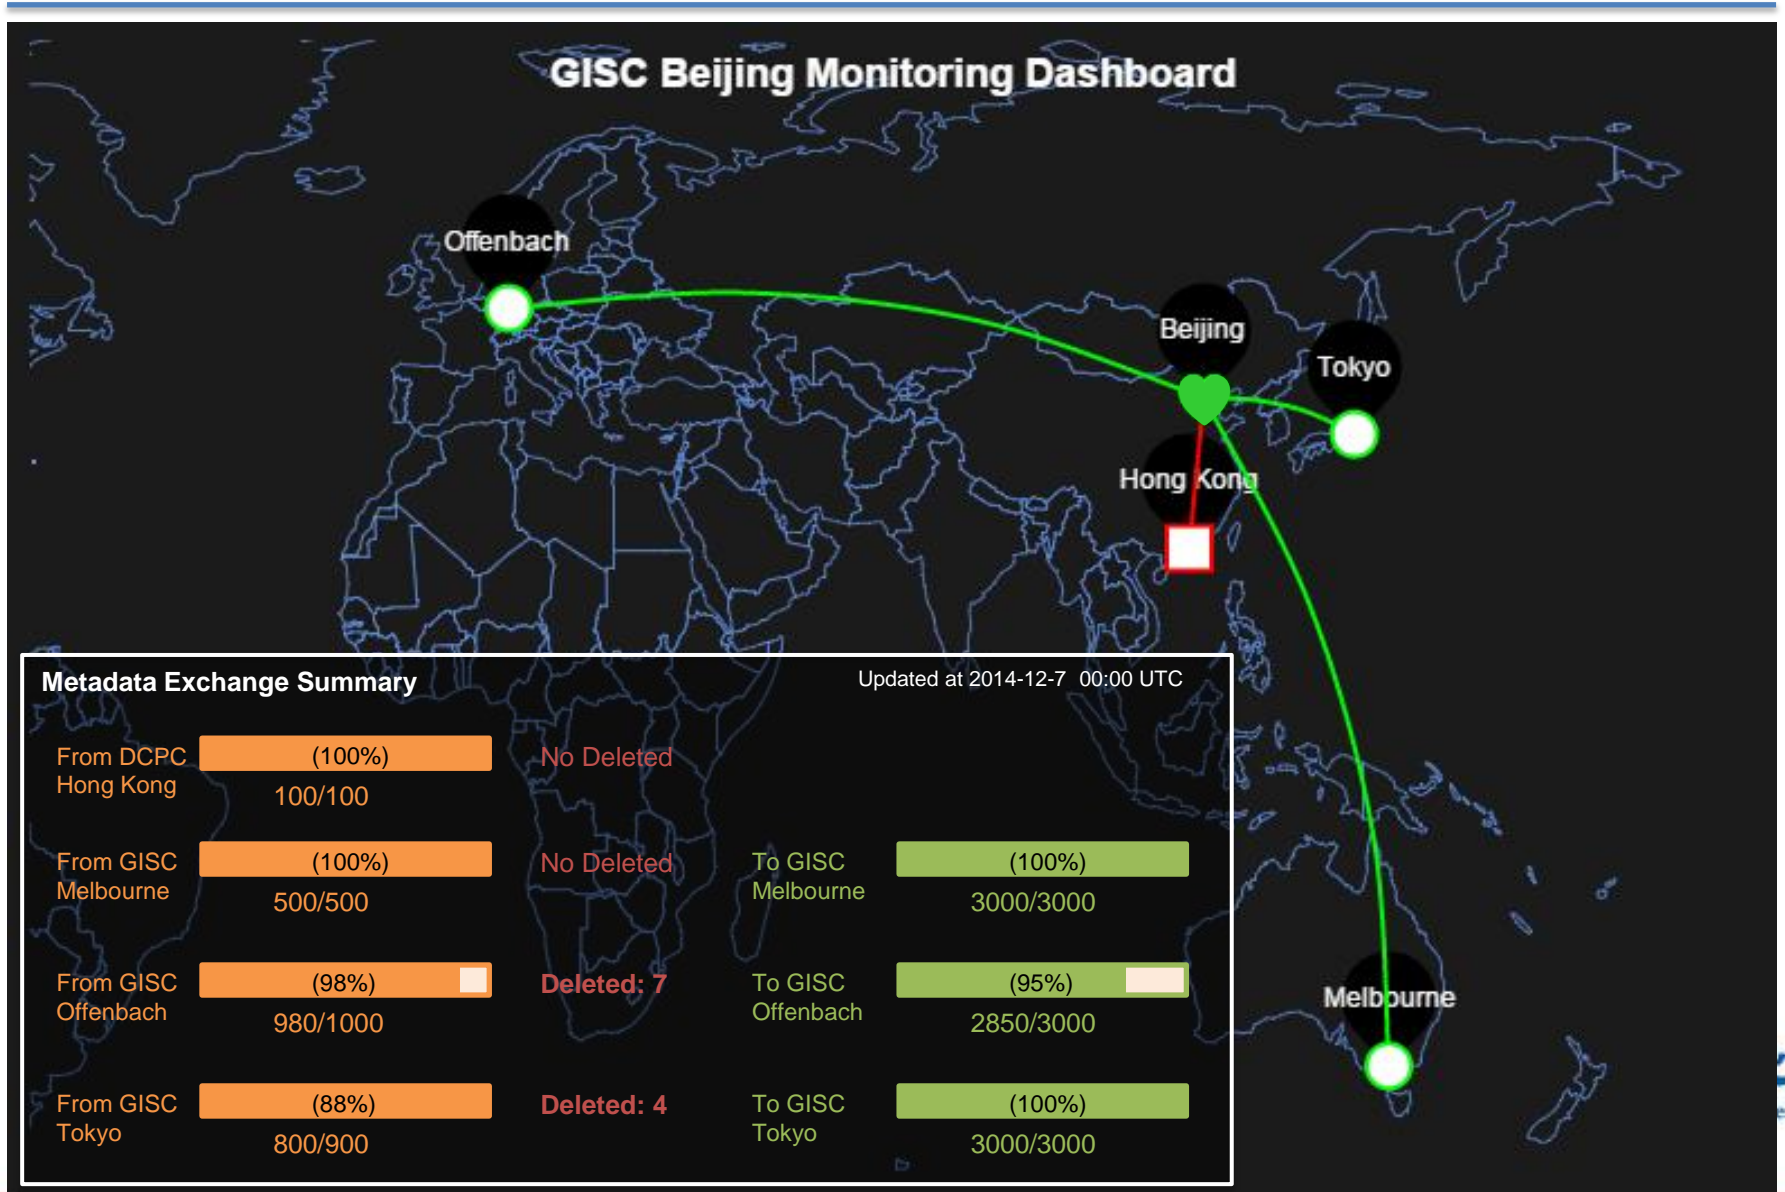 GISC Beijing Monitoring Dashboard
Offenbach
Beijing
Tokyo
Hong Kong
Melbourne
Metadata Exchange Summary
Updated at 2014-12-7 00:00 UTC
From DCPC
Hong Kong
(100%)
100/100
No Deleted
From GISC
Melbourne
(100%)
500/500
No Deleted
To GISC
Melbourne
(100%)
3000/3000
From GISC
Offenbach
(98%)
980/1000
Deleted: 7
To GISC
Offenbach
(95%)
2850/3000
From GISC
Tokyo
(88%)
800/900
Deleted: 4
To GISC
Tokyo
(100%)
3000/3000